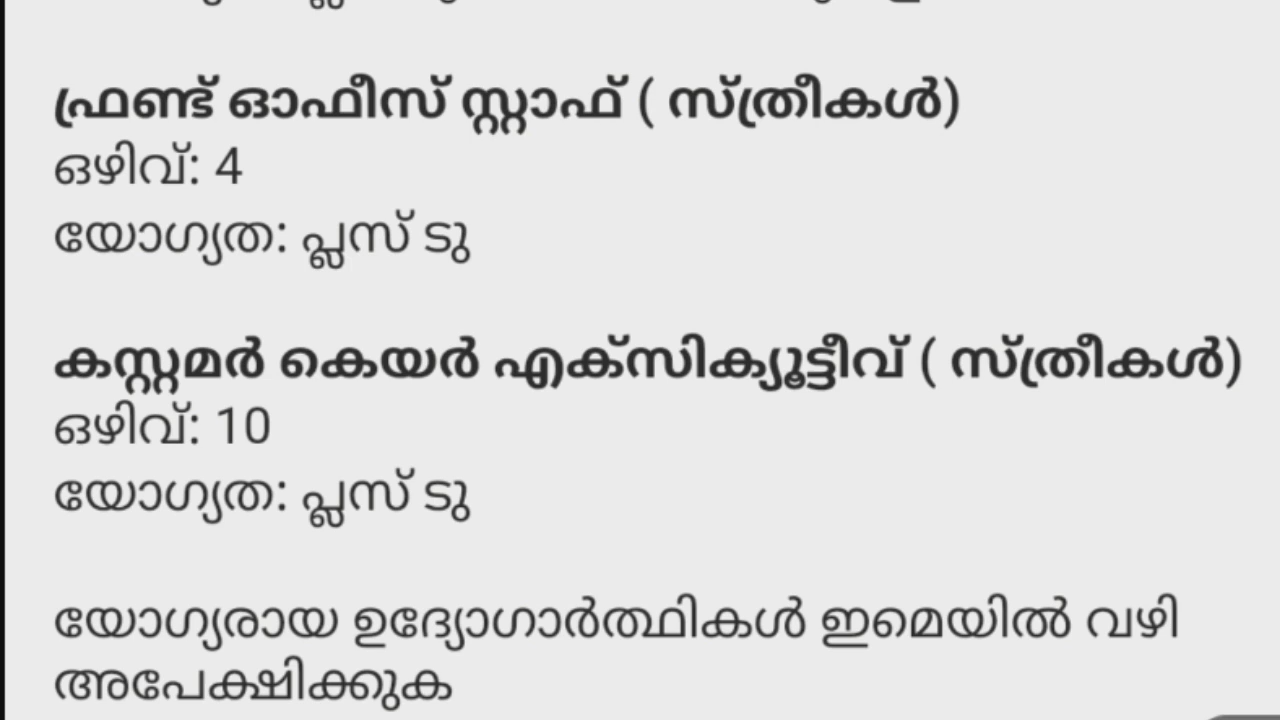 ഫ്രണ്ട് ഓഫീസ് സ്റ്റാഫ് ( സ്ത്രീകൾ)
ഒഴിവ്: 4
യോഗ്യത: പ്ലസ് ടു
കസ്റ്റമർ കെയർ എക്സിക്യൂട്ടീവ് ( സ്ത്രീകൾ)
ഒഴിവ്: 10
യോഗ്യത: പ്ലസ് ടു
യോഗ്യരായ ഉദ്യോഗാർത്ഥികൾ ഇമെയിൽ വഴി
അപേക്ഷിക്കുക